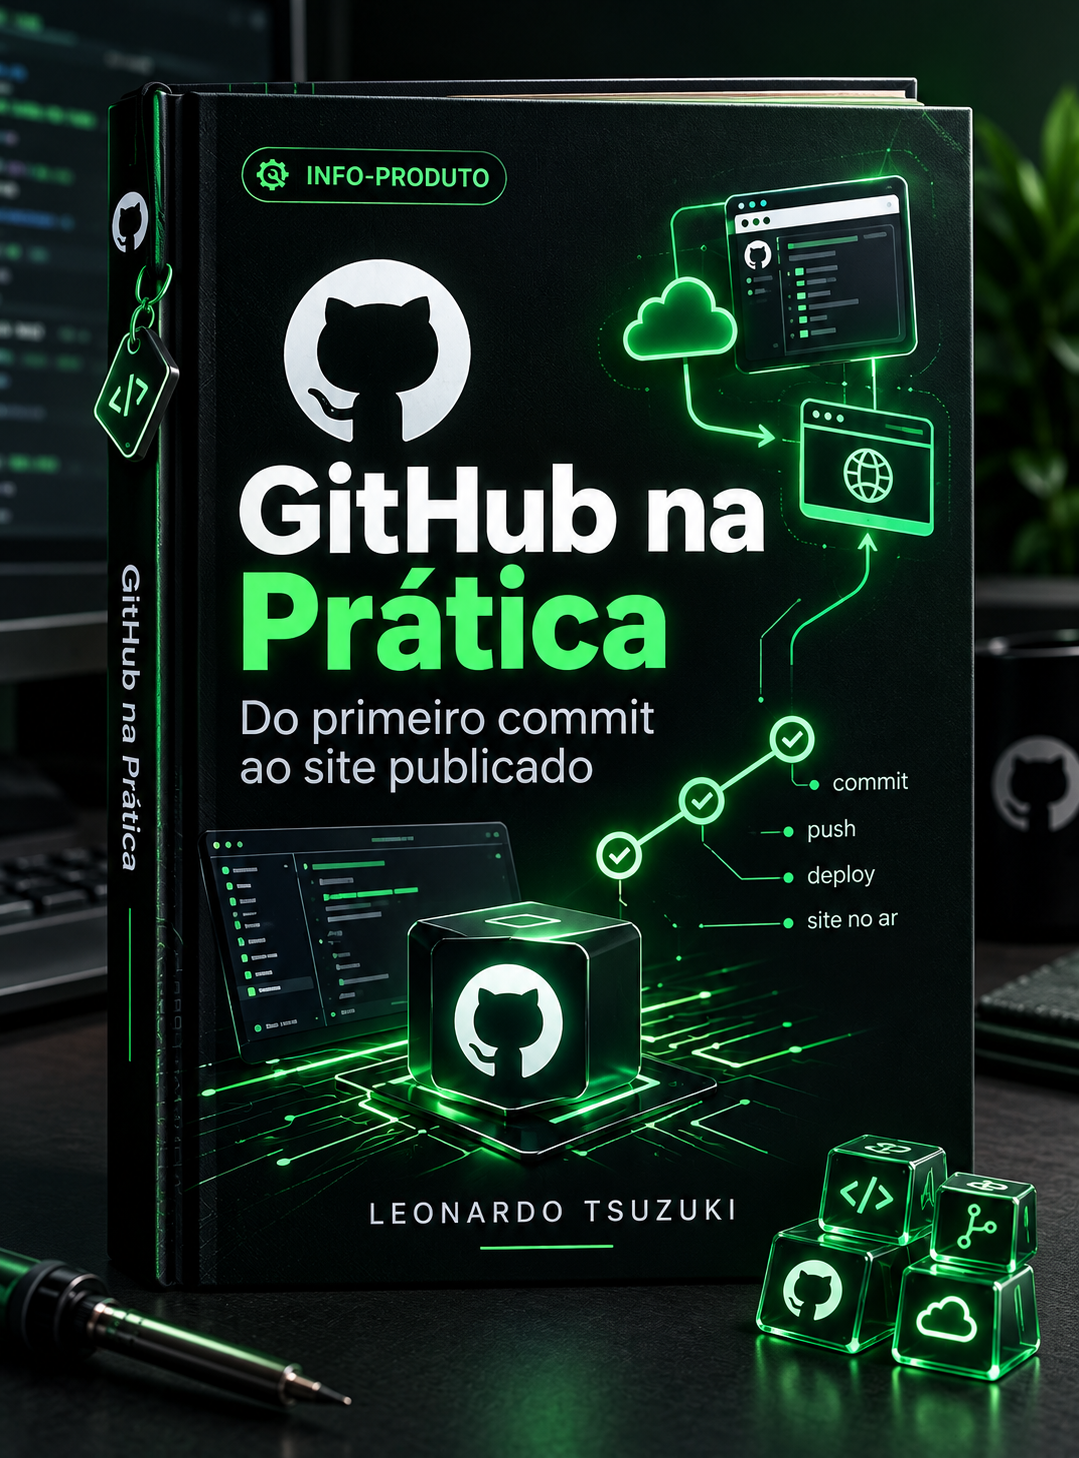 INFO-PRODUTO
GitHub na
Prática
Do primeiro commit
ao site publicado
commit
push
deploy
site no ar
LEONARDO TSUZUKI
GitHub na Prática